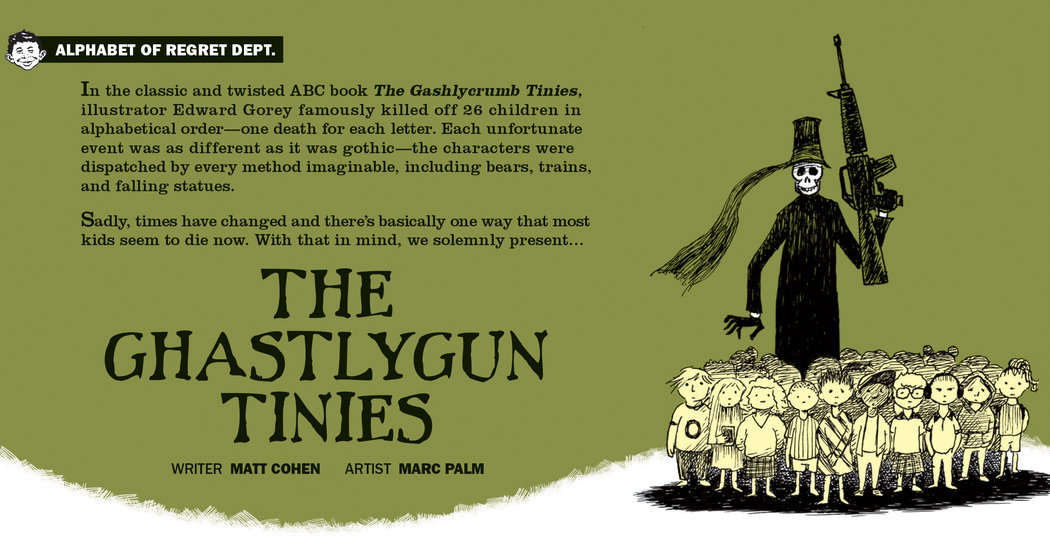 ALPHABET OF REGRET DEPT.
In the classic and twisted ABC book The Gashlycrumb Tinies,
illustrator Edward Gorey famously killed off 26 children in
alphabetical order—one death for each letter. Each unfortunate
event was as different as it was gothic—the characters were
dispatched by every method imaginable, including bears, trains,
and falling statues.
Sadly, times have changed and there's basically one way that most
kids seem to die now. With that in mind, we solemnly present…
THE
GHASTLYGUN
TINIES
WRITER MATT COHEN ARTIST MARC PALM